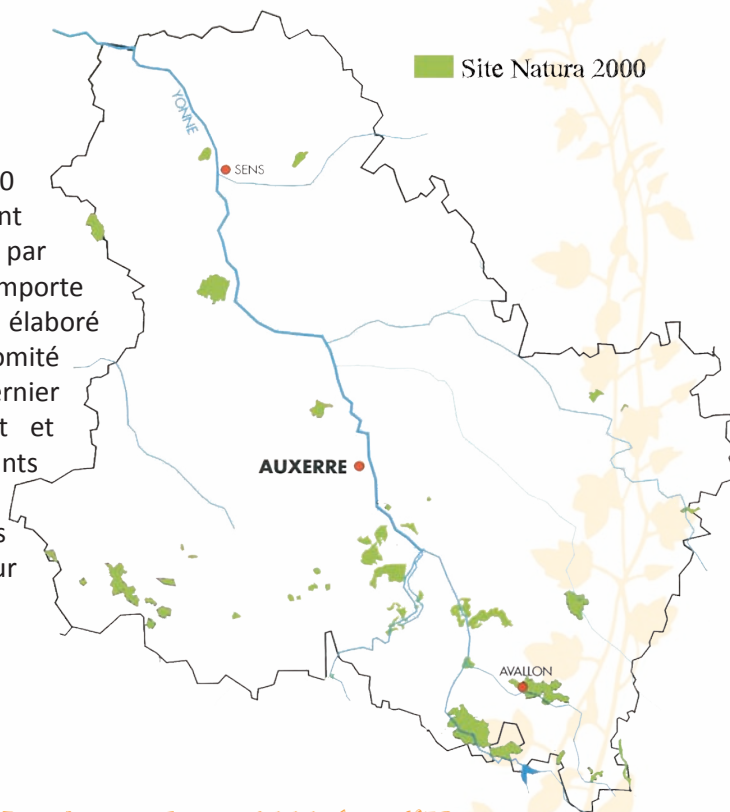 Site Natura 2000
YONNE
SENS
0
nt
par
mporte
élaboré
omité
ernier
t et
nts
AUXERRE
s
ur
AVALLON